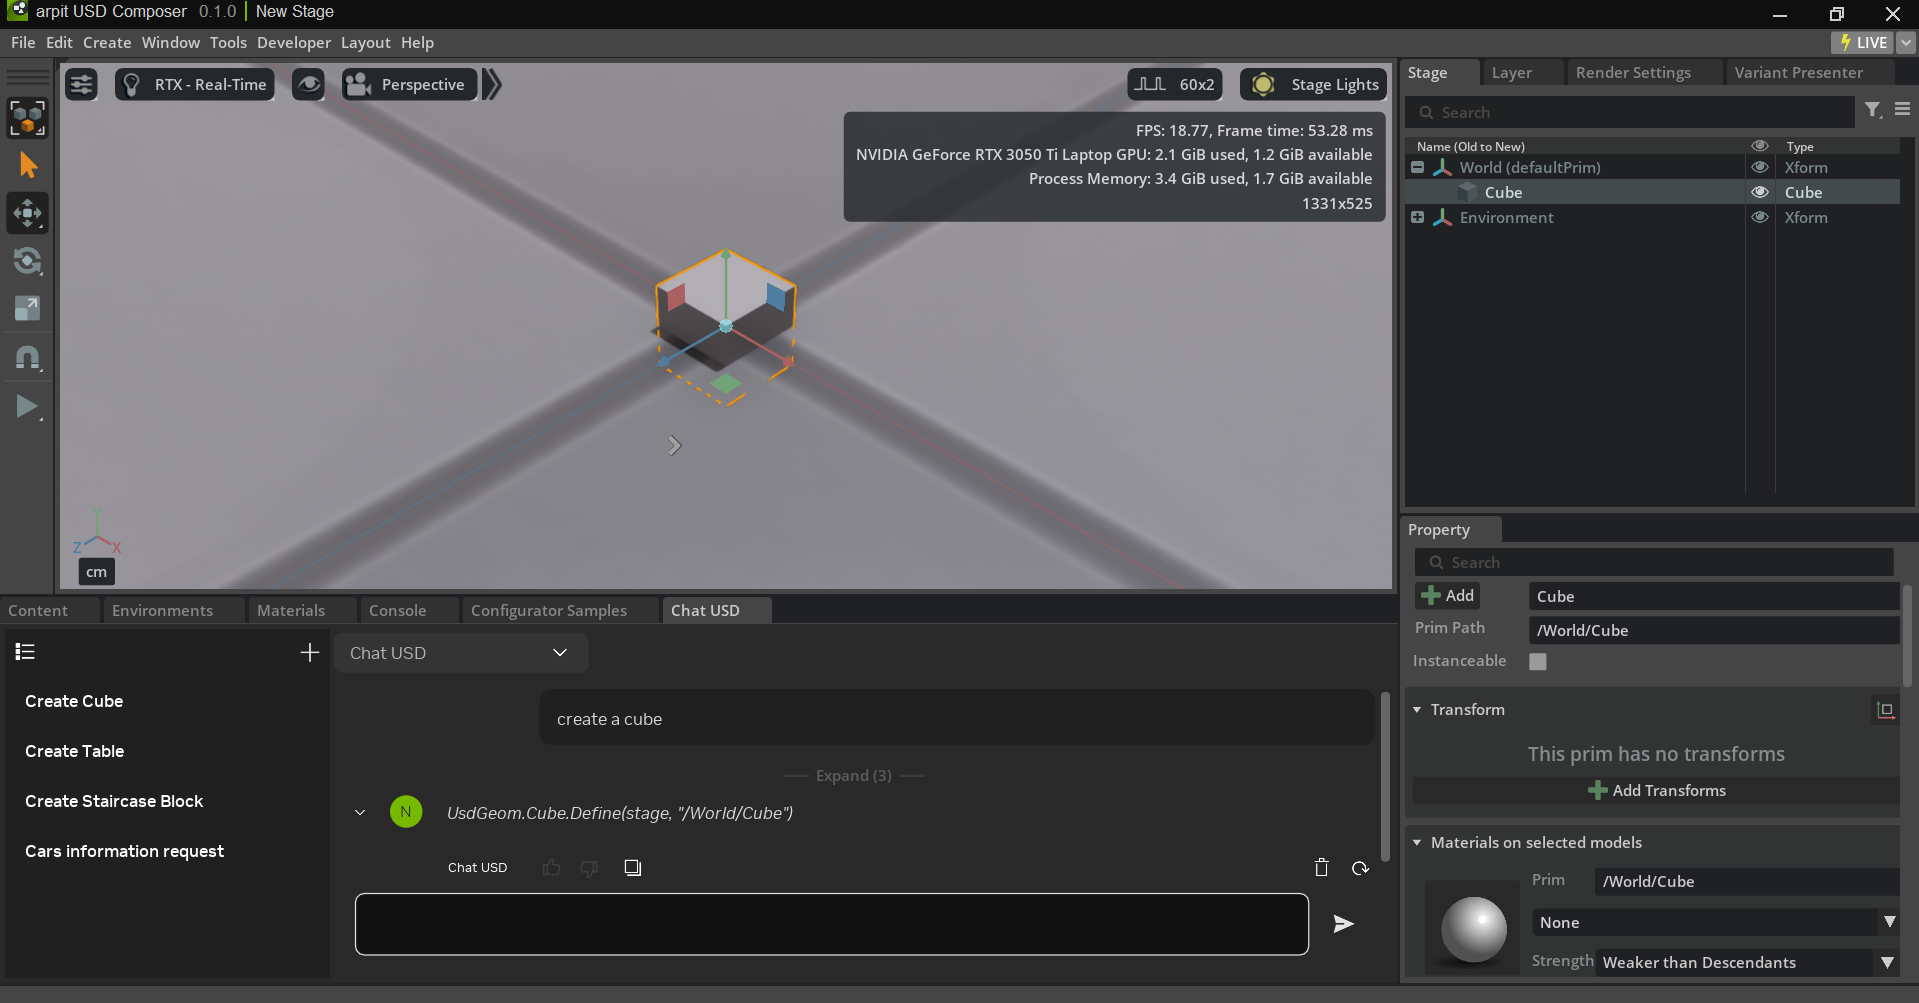 arpit USD Composer 0.1.0 New Stage
File Edit Create Window Tools Developer Layout Help
LIVE
RTX - Real-Time
Perspective
60x2
Stage Lights
FPS: 18.77, Frame time: 53.28 ms
NVIDIA GeForce RTX 3050 Ti Laptop GPU: 2.1 GiB used, 1.2 GiB available
Process Memory: 3.4 GiB used, 1.7 GiB available
1331x525
Y
Z X
cm
Stage Layer Render Settings Variant Presenter
Search
Name (Old to New) Type
World (defaultPrim) Xform
Cube Cube
Environment Xform
Property
Search
Add Cube
Prim Path /World/Cube
Instanceable
Transform
This prim has no transforms
Add Transforms
Materials on selected models
Prim /World/Cube
None
Strength Weaker than Descendants
Content Environments Materials Console Configurator Samples Chat USD
Create Cube
Create Table
Create Staircase Block
Cars information request
Chat USD
create a cube
Expand (3)
N UsdGeom.Cube.Define(stage, "/World/Cube")
Chat USD